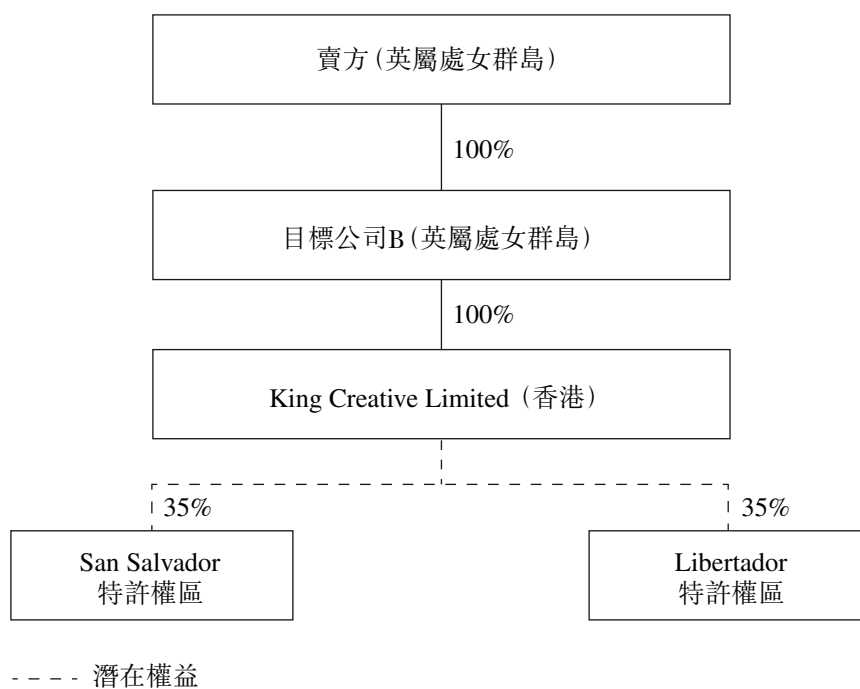 賣方(英屬處女群島)
100%
目標公司B(英屬處女群島)
100%
King Creative Limited(香港)
35%
35%
San Salvador
特許權區
Libertador
特許權區
潛在權益